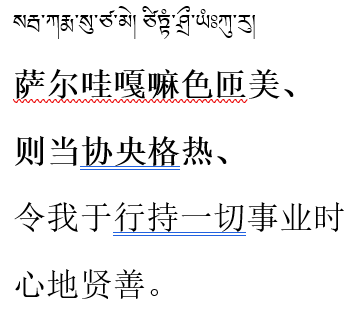 སརྦ་ཀརྨ་སུ་ཙ་མེ། ཙིཏྟཾ་ཤྲི་ཡཾཿཀུ་རུ།
萨尔哇嘎嘛色匝美、
则当协央格热、
令我于行持一切事业时
心地贤善。